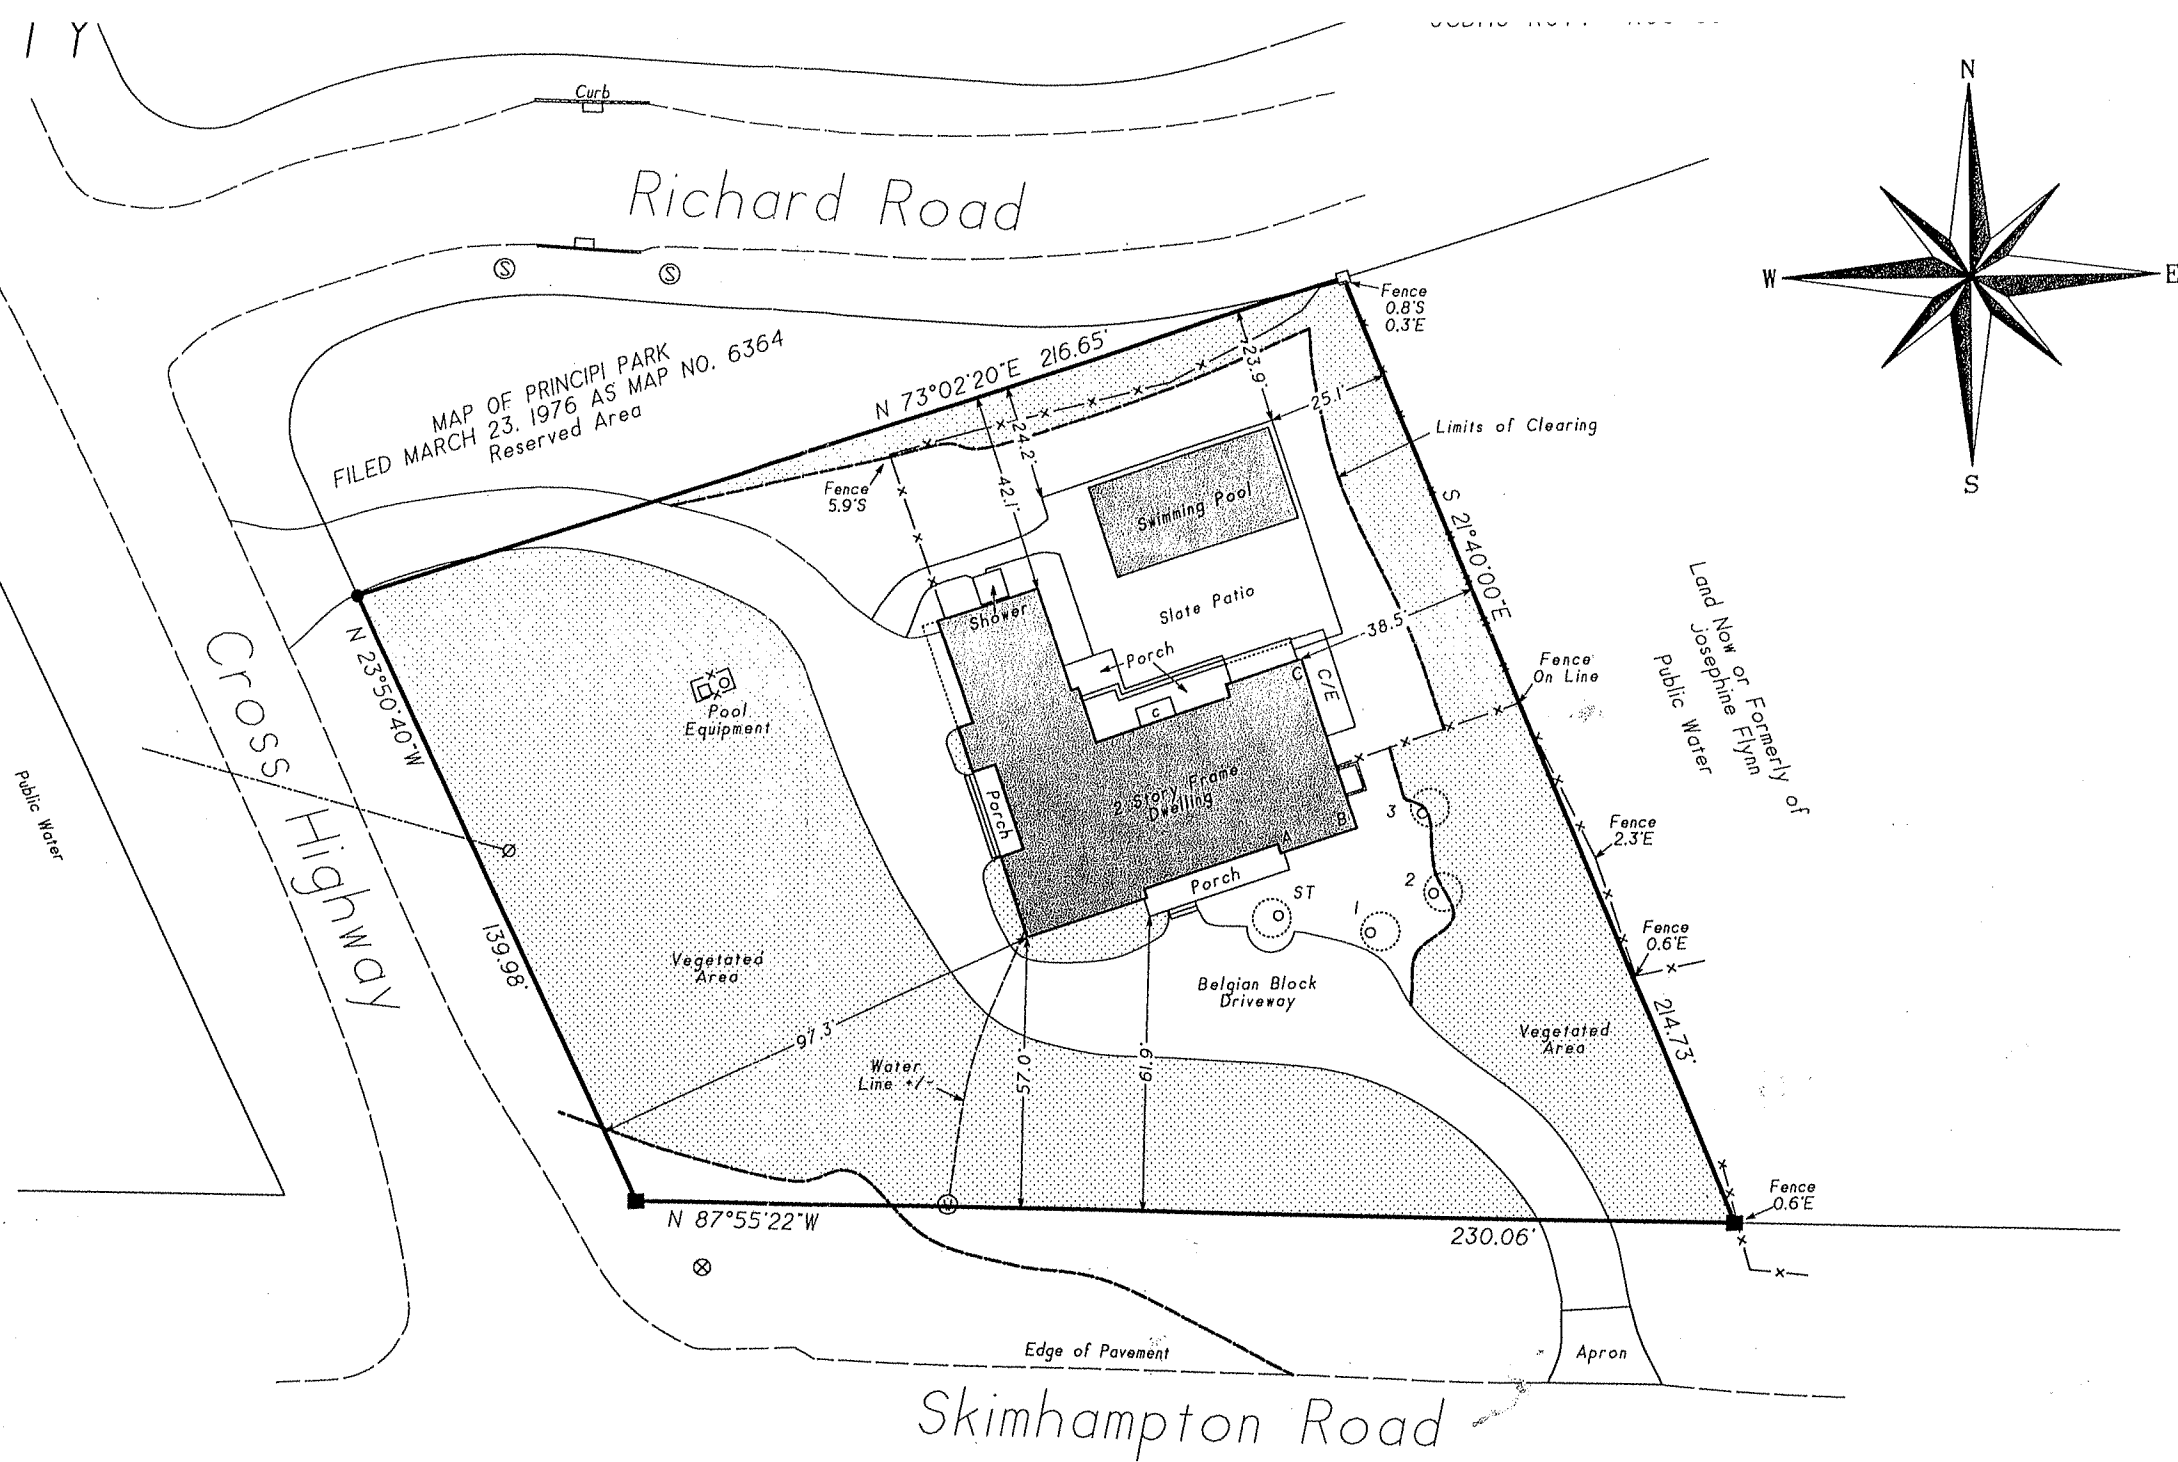 T Y
Curb
N
W
E
S
Richard Road
S
S
Fence
0.8'S
0.3'E
MAP OF PRINCIPI PARK
FILED MARCH 23, 1976 AS MAP NO. 6364
Reserved Area
N 73°02'20"E 216.65'
23.9'
25.1'
24.2'
42.1'
Limits of Clearing
Fence
5.9'S
Swimming Pool
S 21°40'00"E
Slate Patio
Shower
Porch
38.5'
C/E
C
C
Fence
On Line
Land Now or Formerly of
Josephine Flynn
Public Water
N 23°50'40"W
Cross Highway
Pool
Equipment
Public Water
Porch
2 Story Frame
Dwelling
A
B
3
Fence
2.3'E
Porch
ST
1
2
Fence
0.6'E
139.98'
Vegetated
Area
Belgian Block
Driveway
Vegetated
Area
214.73'
97.3'
Water
Line +/-
57.0'
61.9'
W
Fence
0.6'E
N 87°55'22"W
230.06'
Edge of Pavement
Apron
Skimhampton Road